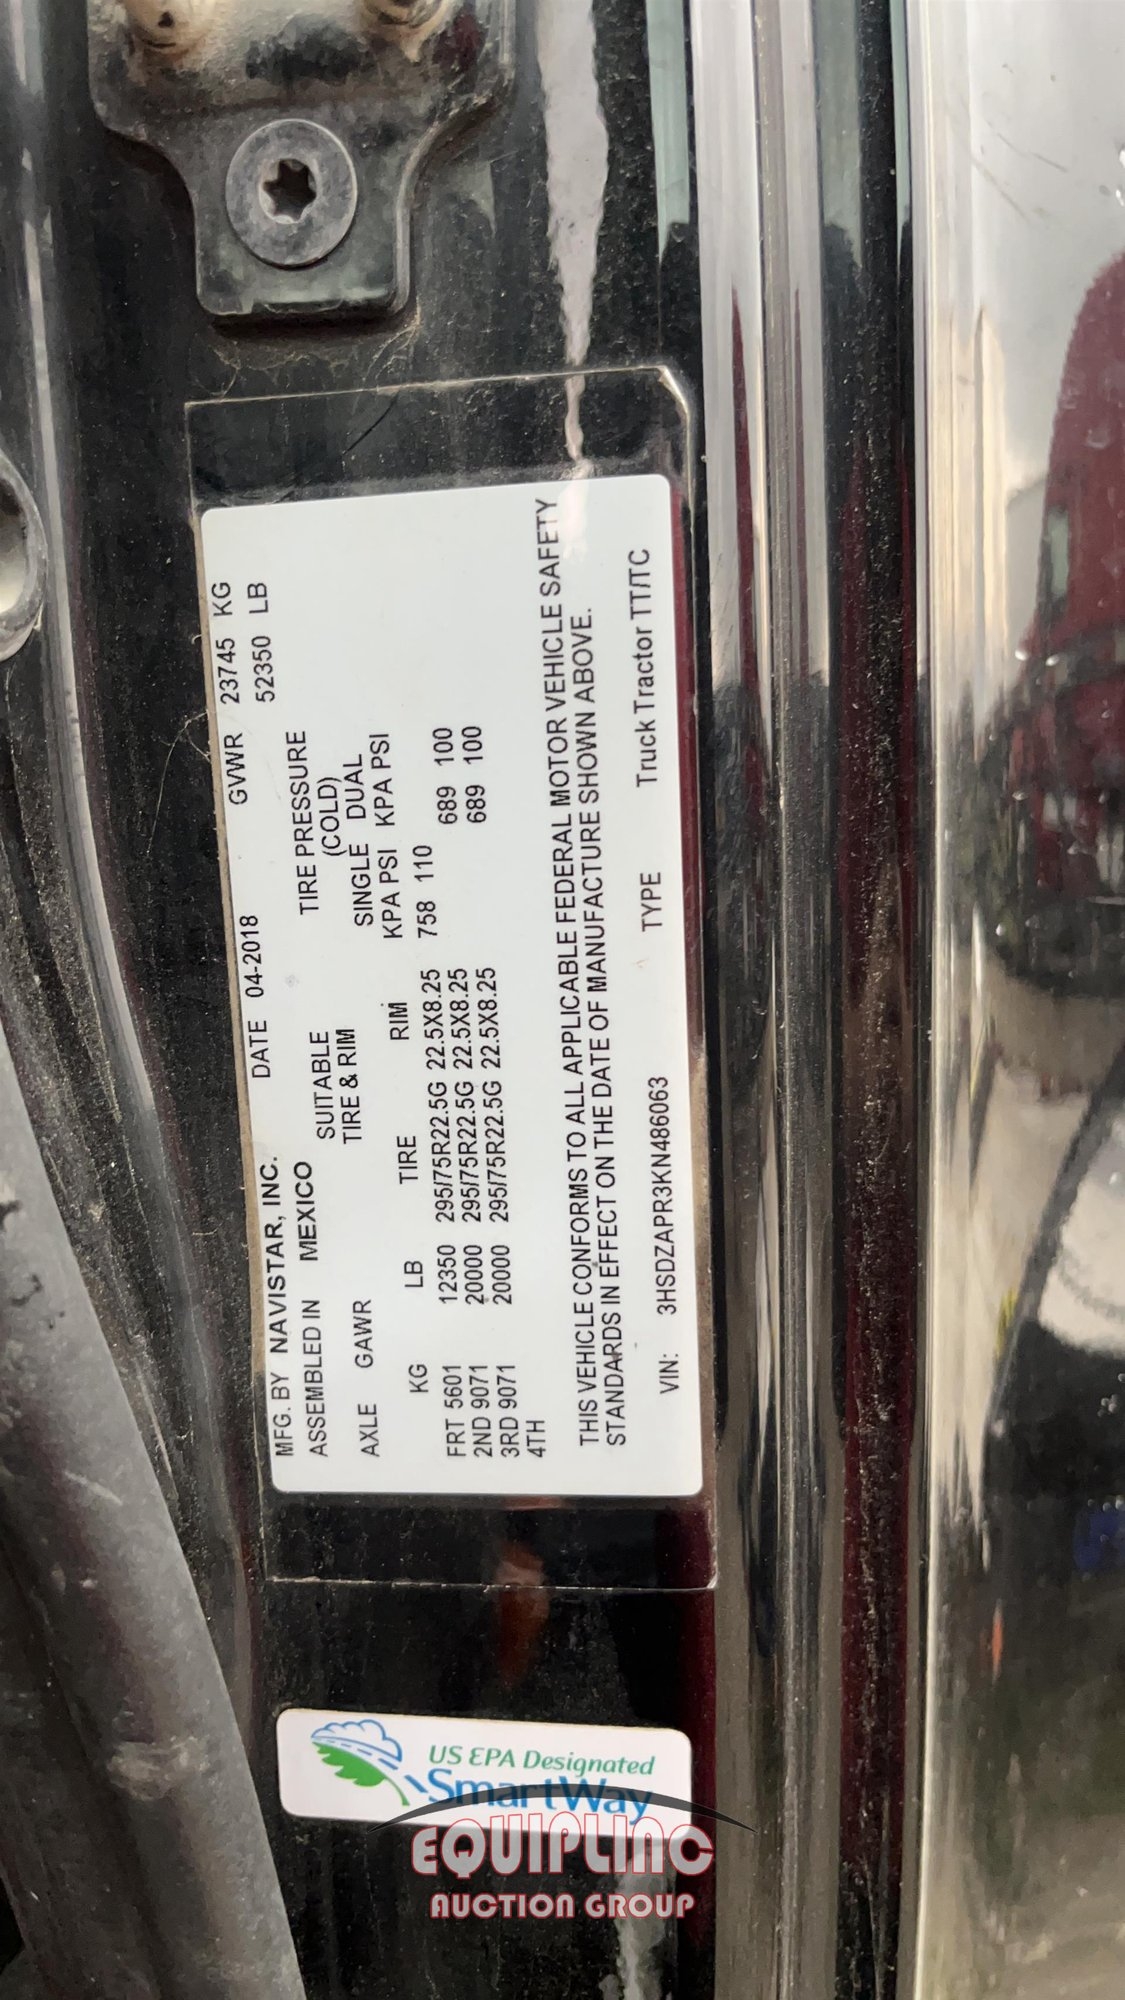 MFG. BY NAVISTAR, INC. DATE 04-2018 GVWR 23745 KG
ASSEMBLED IN MEXICO 52350 LB
SUITABLE TIRE PRESSURE
AXLE GAWR TIRE & RIM (COLD)
SINGLE DUAL
KG LB TIRE RIM KPA PSI KPA PSI
FRT 5601 12350 295/75R22.5G 22.5X8.25 758 110
2ND 9071 20000 295/75R22.5G 22.5X8.25 689 100
3RD 9071 20000 295/75R22.5G 22.5X8.25 689 100
4TH
THIS VEHICLE CONFORMS TO ALL APPLICABLE FEDERAL MOTOR VEHICLE SAFETY
STANDARDS IN EFFECT ON THE DATE OF MANUFACTURE SHOWN ABOVE.
VIN: 3HSDZAPR3KN486063 TYPE Truck Tractor TT/TC
US EPA Designated
SmartWay
EQUIPLINC
AUCTION GROUP